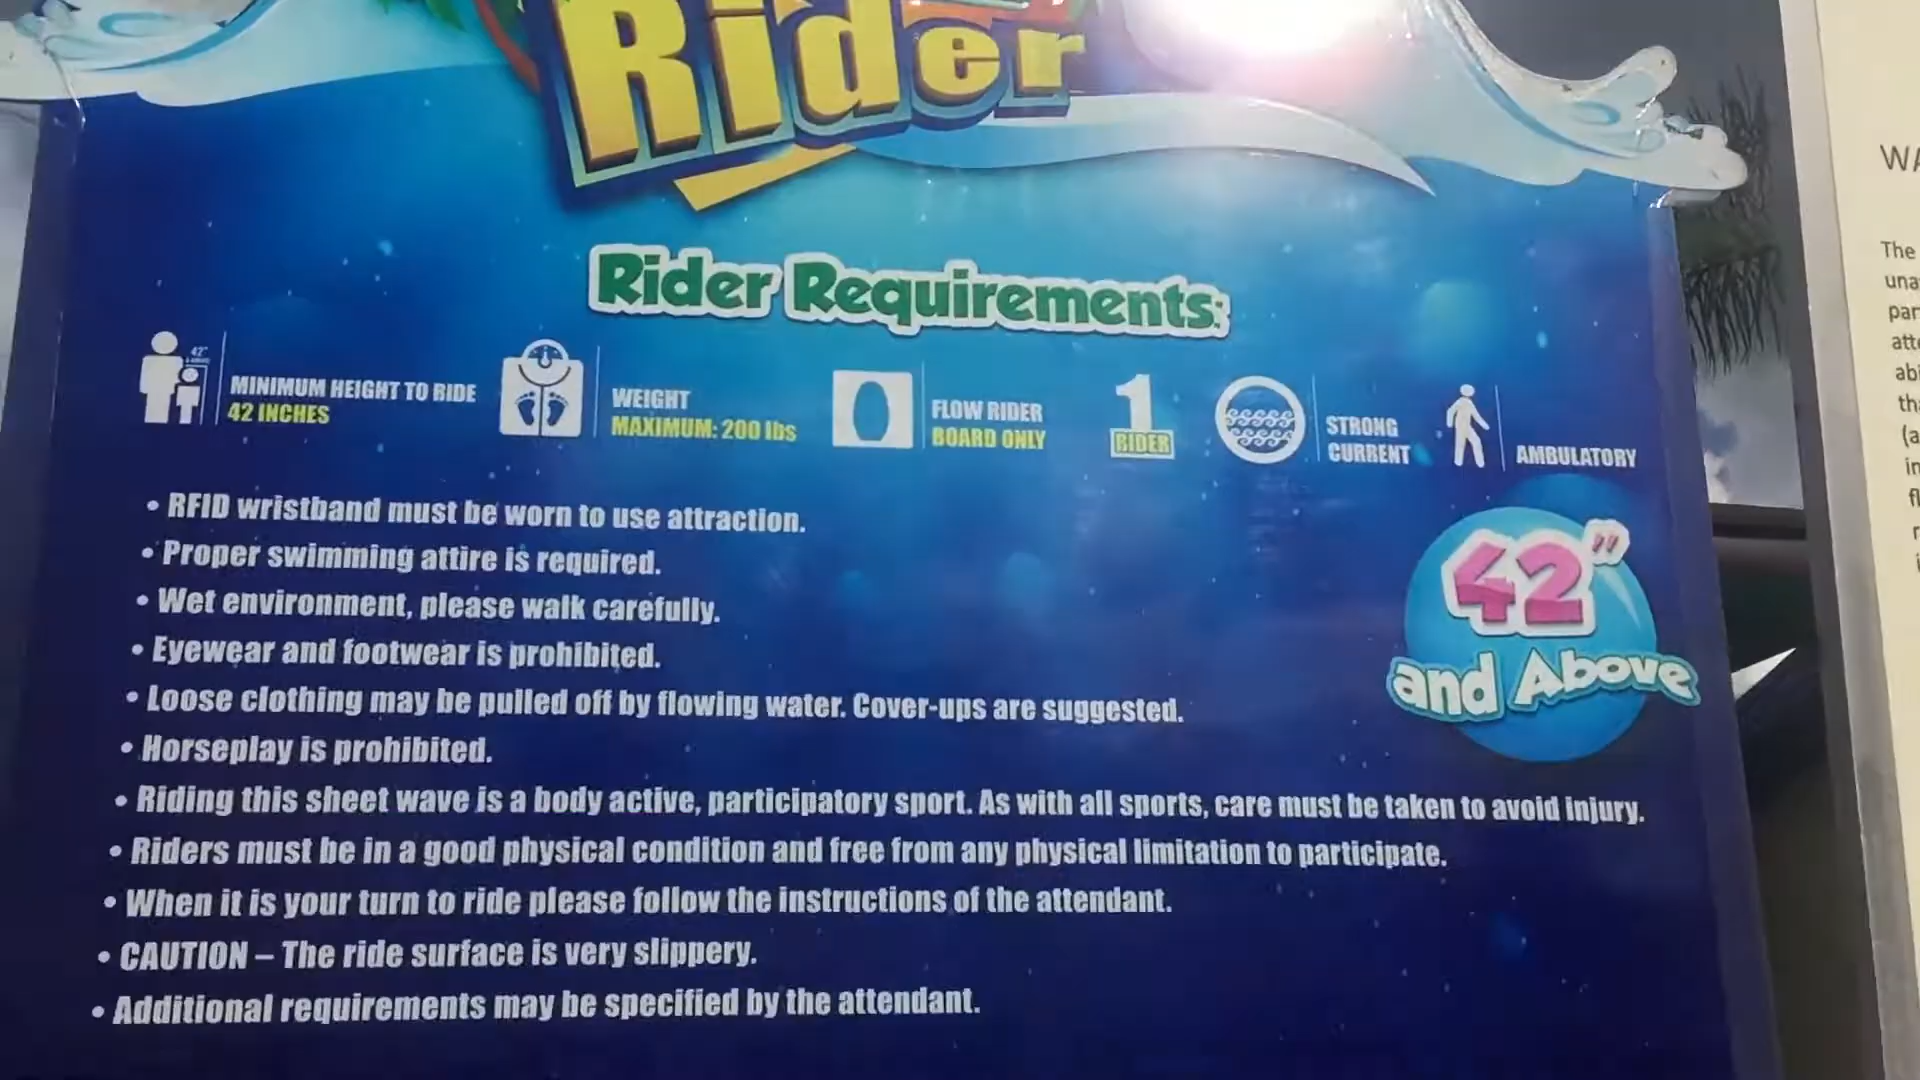 Rider
Rider Requirements:
42"
MINIMUM HEIGHT TO RIDE
42 INCHES
WEIGHT
MAXIMUM: 200 lbs
FLOW RIDER
BOARD ONLY
1
RIDER
STRONG
CURRENT
AMBULATORY
• RFID wristband must be worn to use attraction.
• Proper swimming attire is required.
• Wet environment, please walk carefully.
• Eyewear and footwear is prohibited.
• Loose clothing may be pulled off by flowing water. Cover-ups are suggested.
• Horseplay is prohibited.
• Riding this sheet wave is a body active, participatory sport. As with all sports, care must be taken to avoid injury.
• Riders must be in a good physical condition and free from any physical limitation to participate.
• When it is your turn to ride please follow the instructions of the attendant.
• CAUTION – The ride surface is very slippery.
• Additional requirements may be specified by the attendant.
42"
and Above
The